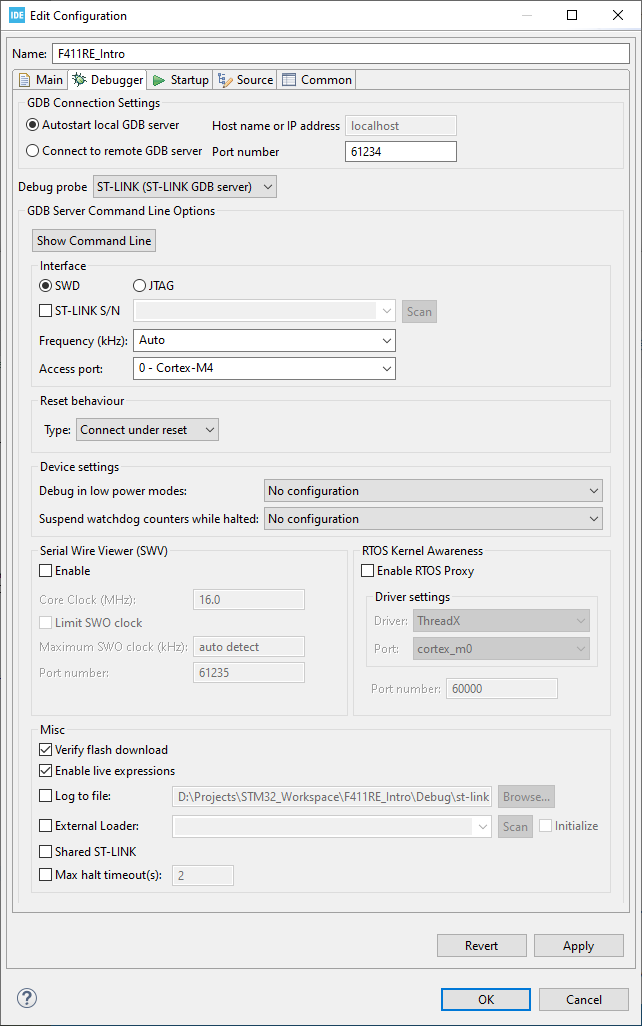 IDE Edit Configuration
Name: F411RE_Intro
Main Debugger Startup Source Common
GDB Connection Settings
Autostart local GDB server Host name or IP address localhost
Connect to remote GDB server Port number 61234
Debug probe ST-LINK (ST-LINK GDB server)
GDB Server Command Line Options
Show Command Line
Interface
SWD JTAG
ST-LINK S/N Scan
Frequency (kHz): Auto
Access port: 0 - Cortex-M4
Reset behaviour
Type: Connect under reset
Device settings
Debug in low power modes: No configuration
Suspend watchdog counters while halted: No configuration
Serial Wire Viewer (SWV)
Enable
Core Clock (MHz): 16.0
Limit SWO clock
Maximum SWO clock (kHz): auto detect
Port number: 61235
RTOS Kernel Awareness
Enable RTOS Proxy
Driver settings
Driver: ThreadX
Port: cortex_m0
Port number: 60000
Misc
Verify flash download
Enable live expressions
Log to file: D:\Projects\STM32_Workspace\F411RE_Intro\Debug\st-link Browse...
External Loader: Scan Initialize
Shared ST-LINK
Max halt timeout(s): 2
Revert Apply
? OK Cancel